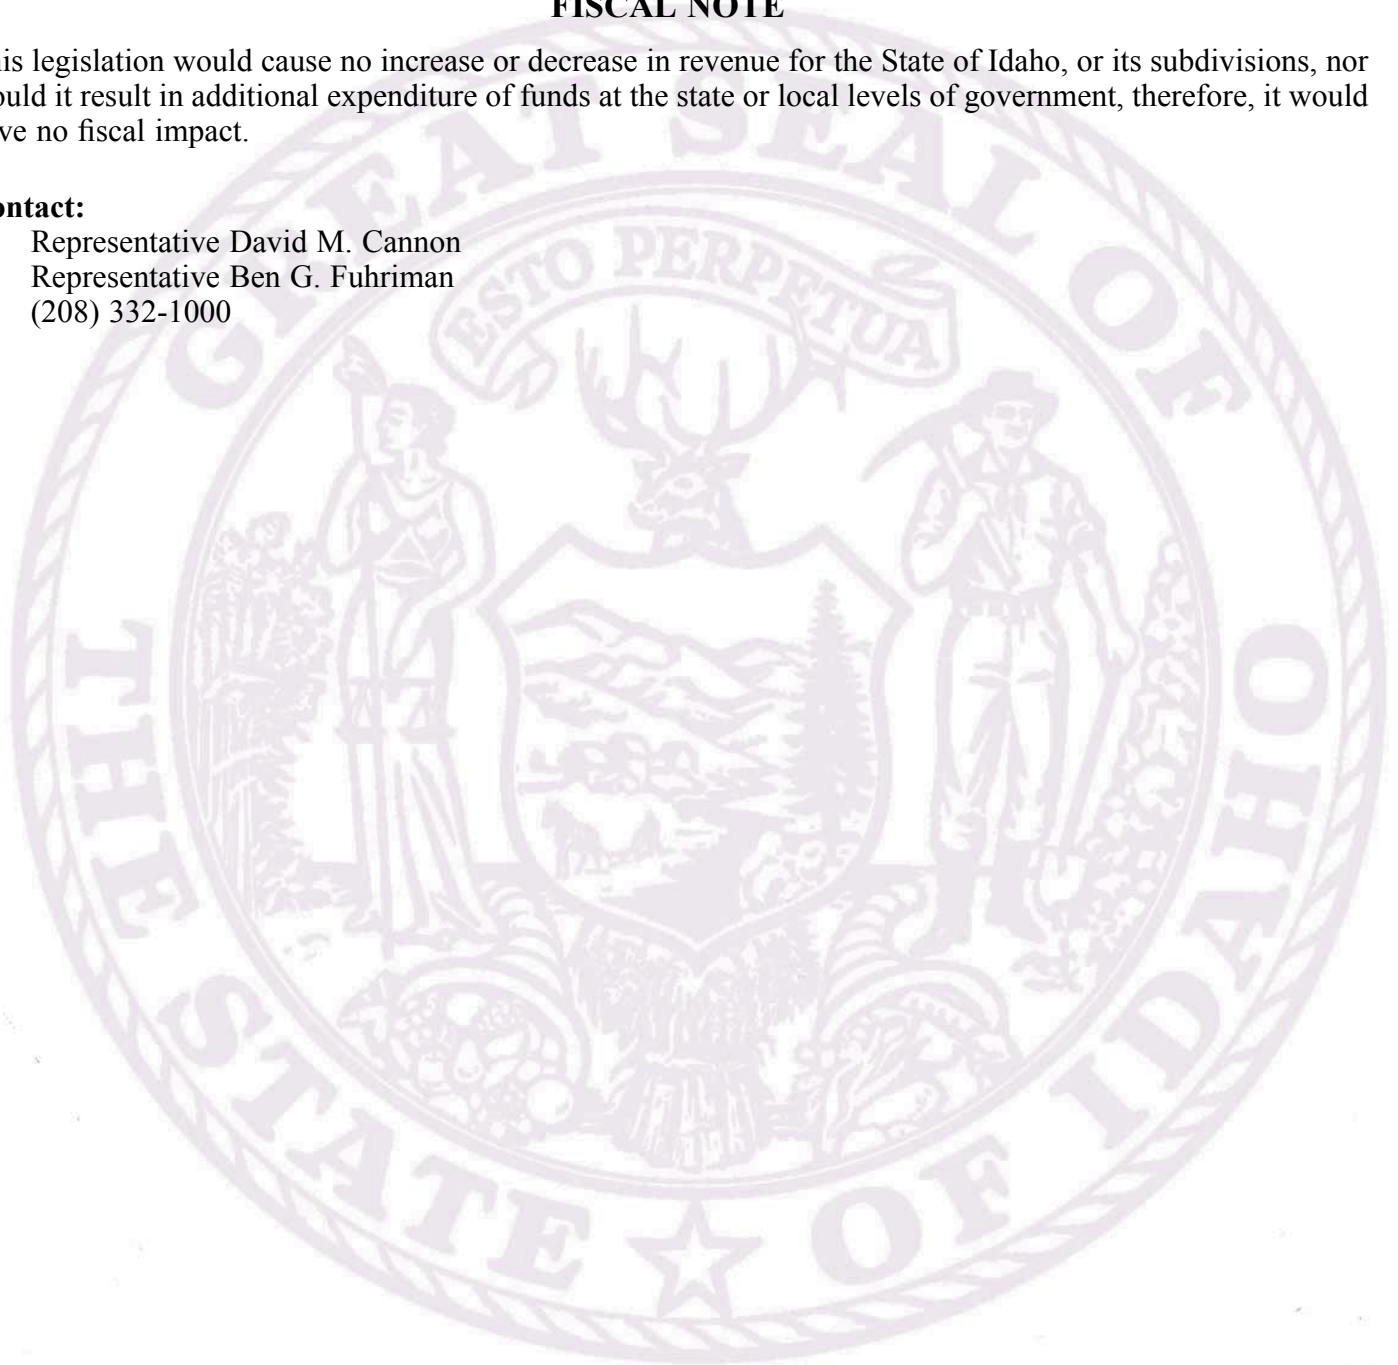 FISCAL NOTE
his legislation would cause no increase or decrease in revenue for the State of Idaho, or its subdivisions, nor
ould it result in additional expenditure of funds at the state or local levels of government, therefore, it would
ve no fiscal impact.
ontact:
Representative David M. Cannon
Representative Ben G. Fuhriman
(208) 332-1000
GREAT SEAL OF
ESTO PERPETUA
THE
STATE OF IDAHO